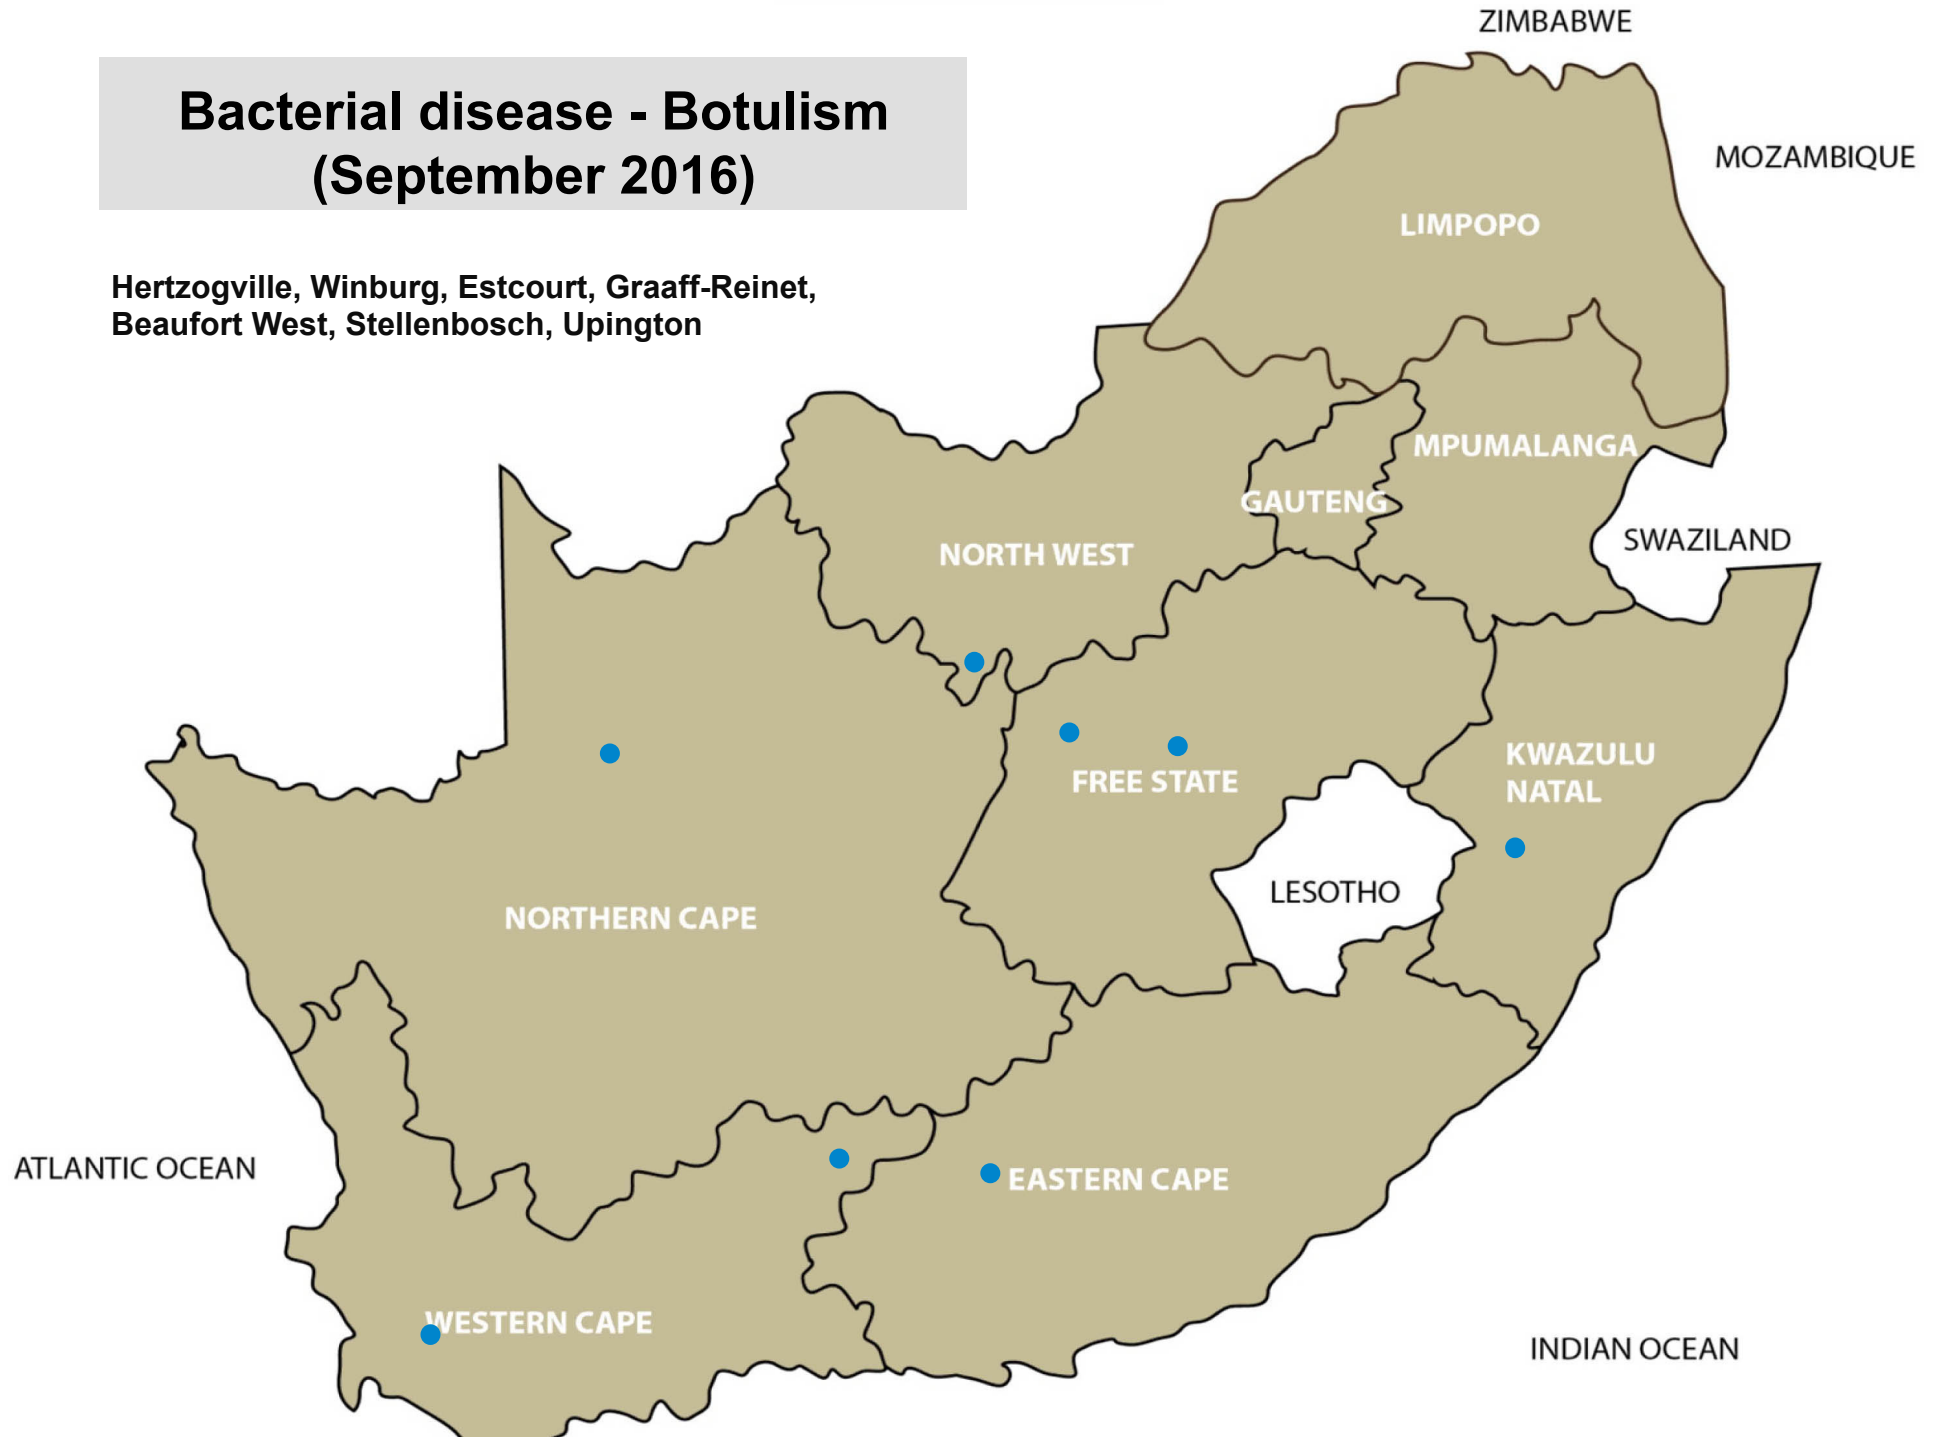 ZIMBABWE
Bacterial disease - Botulism
(September 2016)
MOZAMBIQUE
LIMPOPO
Hertzogville, Winburg, Estcourt, Graaff-Reinet,
Beaufort West, Stellenbosch, Upington
MPUMALANGA
GAUTENG
SWAZILAND
NORTH WEST
KWAZULU
NATAL
FREE STATE
LESOTHO
NORTHERN CAPE
ATLANTIC OCEAN
EASTERN CAPE
WESTERN CAPE
INDIAN OCEAN